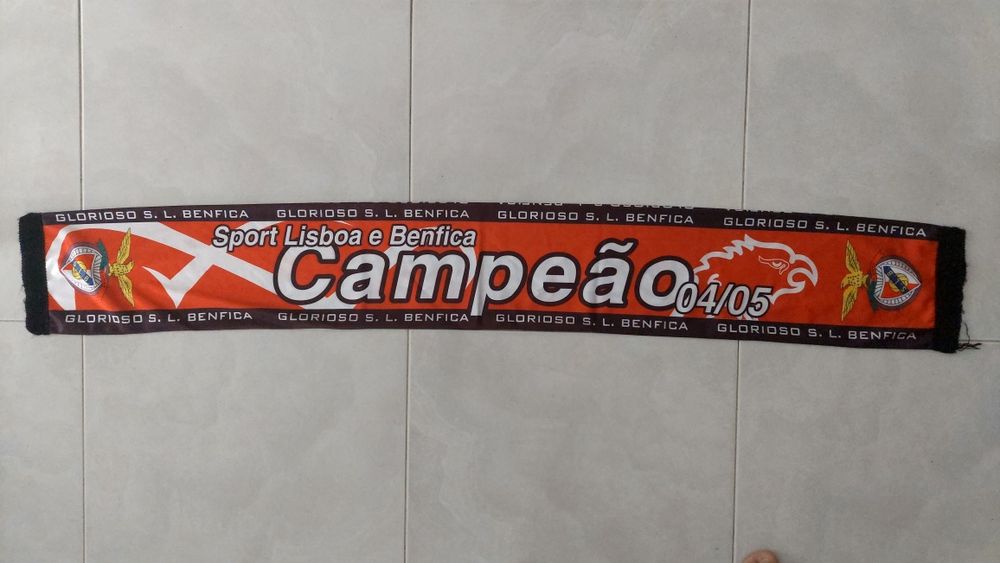 GLORIOSO S. L. BENFICA GLORIOSO S. L. BENFICA GLORIOSO S. L. BENFICA GLORIOSO S. L. BENFICA
Sport Lisboa e Benfica
Campeão
04/05
GLORIOSO S. L. BENFICA GLORIOSO S. L. BENFICA GLORIOSO S. L. BENFICA GLORIOSO S. L. BENFICA